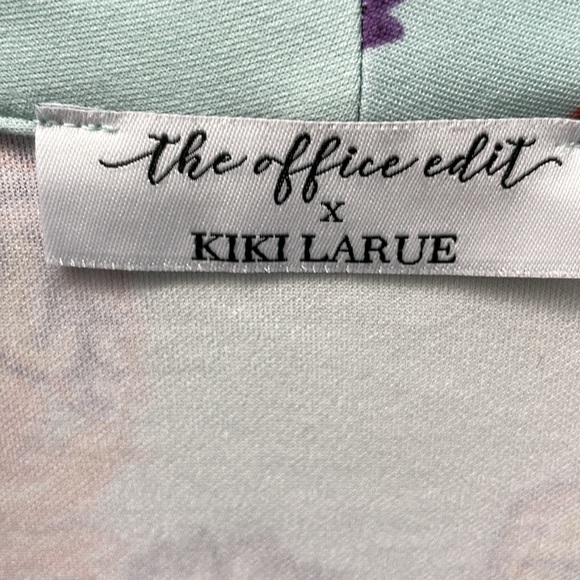 the office edit
x
KIKI LARUE